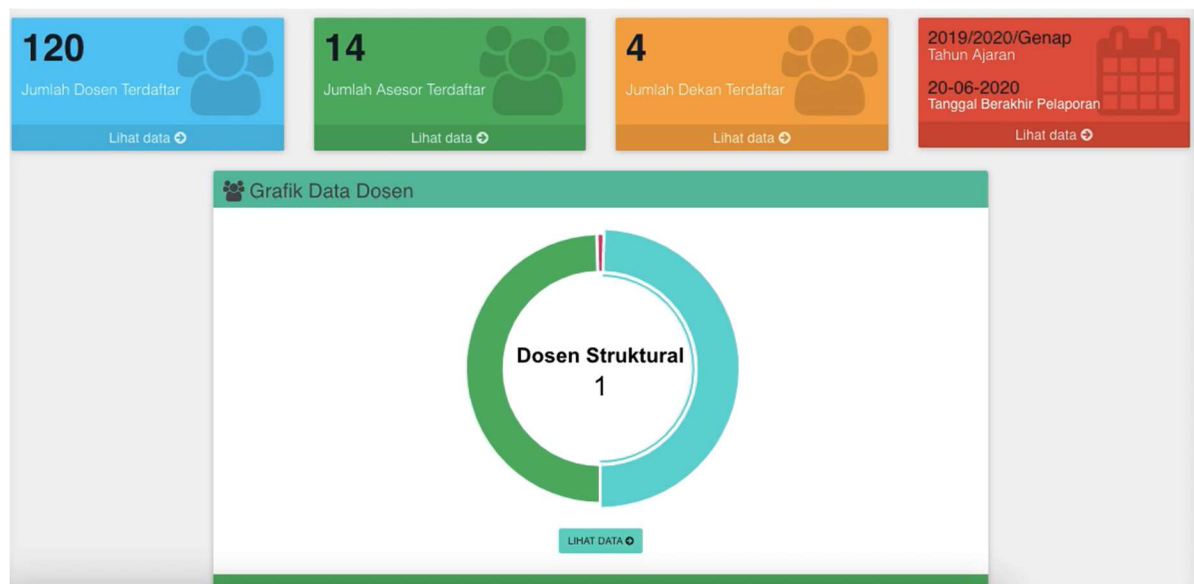 120
Jumlah Dosen Terdaftar
Lihat data
14
Jumlah Asesor Terdaftar
Lihat data
4
Jumlah Dekan Terdaftar
Lihat data
2019/2020/Genap
Tahun Ajaran
20-06-2020
Tanggal Berakhir Pelaporan
Lihat data
Grafik Data Dosen
Dosen Struktural
1
LIHAT DATA